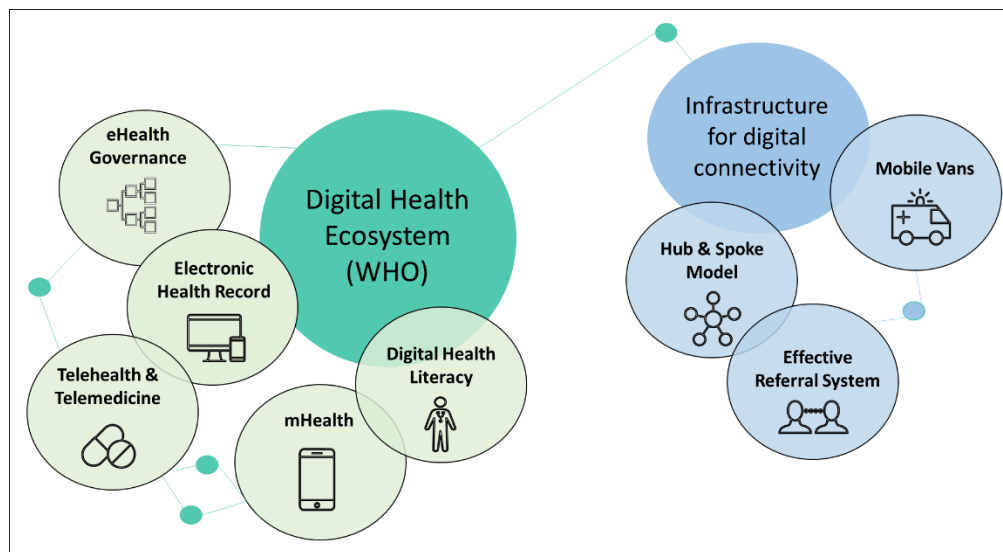 eHealth
Governance
Digital Health
Ecosystem
(WHO)
Electronic
Health Record
Telehealth &
Telemedicine
mHealth
Digital Health
Literacy
Infrastructure
for digital
connectivity
Mobile Vans
Hub & Spoke
Model
Effective
Referral System